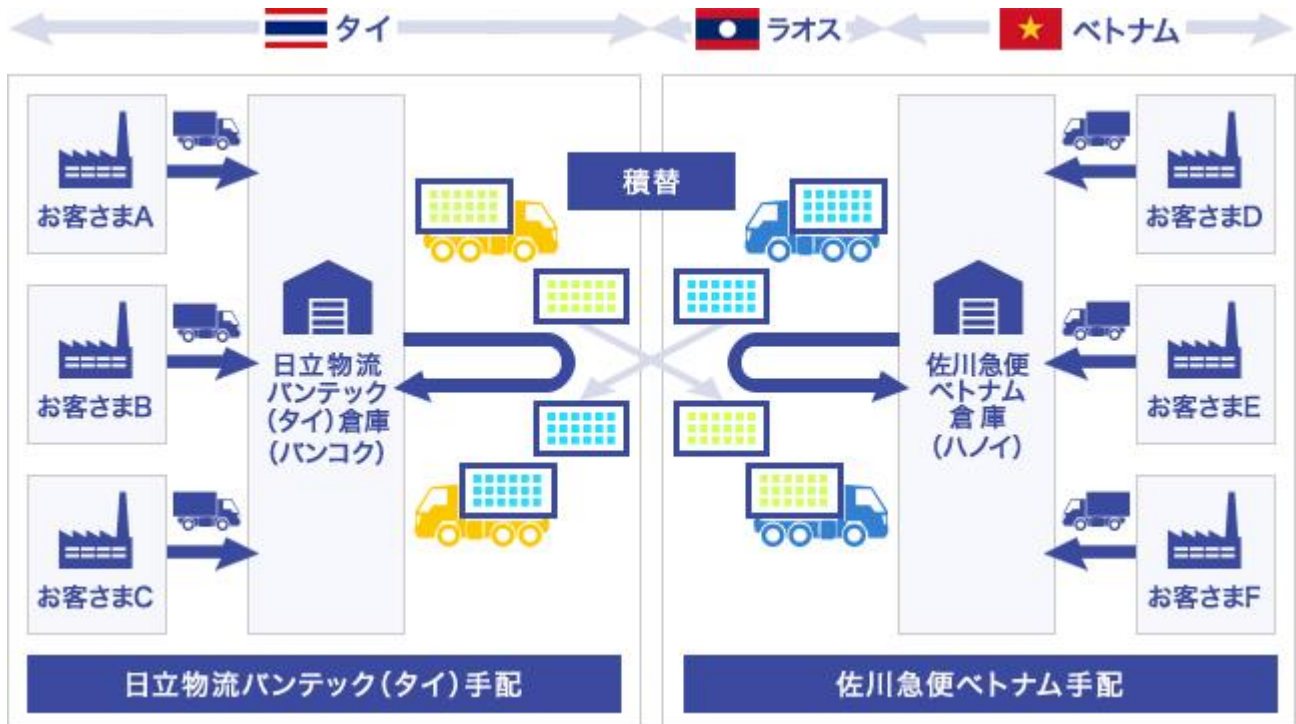 タイ
ラオス
ベトナム
お客さまA
お客さまB
お客さまC
積替
日立物流
バンテック
(タイ)倉庫
(バンコク)
佐川急便
ベトナム
倉庫
(ハノイ)
お客さまD
お客さまE
お客さまF
日立物流バンテック(タイ)手配
佐川急便ベトナム手配